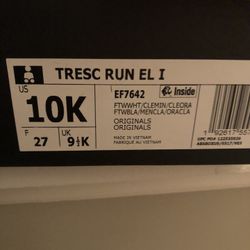 TRESC RUN EL I
US
10K
F
27
UK
9½K
EF7642
Inside
FTWWHT/CLEMIN/CLEORA
FTWBLA/MENCLA/ORACLA
ORIGINALS
ORIGINALS
MADE IN VIETNAM
FABRIQUÉ AU VIETNAM